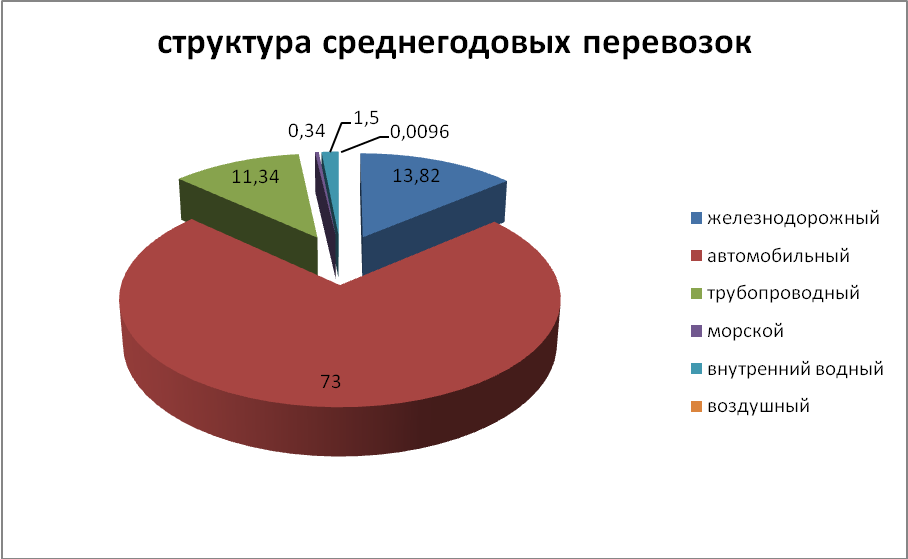 структура среднегодовых перевозок
0,34
1,5
0,0096
11,34
13,82
73
железнодорожный
автомобильный
трубопроводный
морской
внутренний водный
воздушный